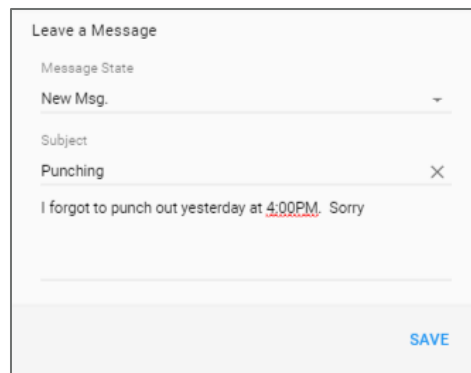 Leave a Message
Message State
New Msg.
Subject
Punching
I forgot to punch out yesterday at 4:00PM.  Sorry
SAVE